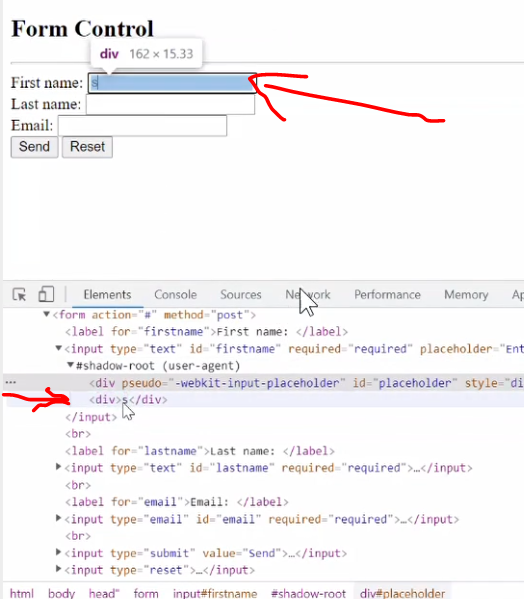 Form Control
div 162 × 15.33
First name: s
Last name:
Email:
Send Reset
Elements Console Sources Network Performance Memory Ap
▼<form action="#" method="post">
<label for="firstname">First name: </label>
▼<input type="text" id="firstname" required="required" placeholder="Ent
▼#shadow-root (user-agent)
… <div pseudo="-webkit-input-placeholder" id="placeholder" style="di
<div>s</div>
</input>
<br>
<label for="lastname">Last name: </label>
▶<input type="text" id="lastname" required="required">…</input>
<br>
<label for="email">Email: </label>
▶<input type="email" id="email" required="required">…</input>
<br>
▶<input type="submit" value="Send">…</input>
▶<input type="reset">…</input>
html body head" form input#firstname #shadow-root div#placeholder